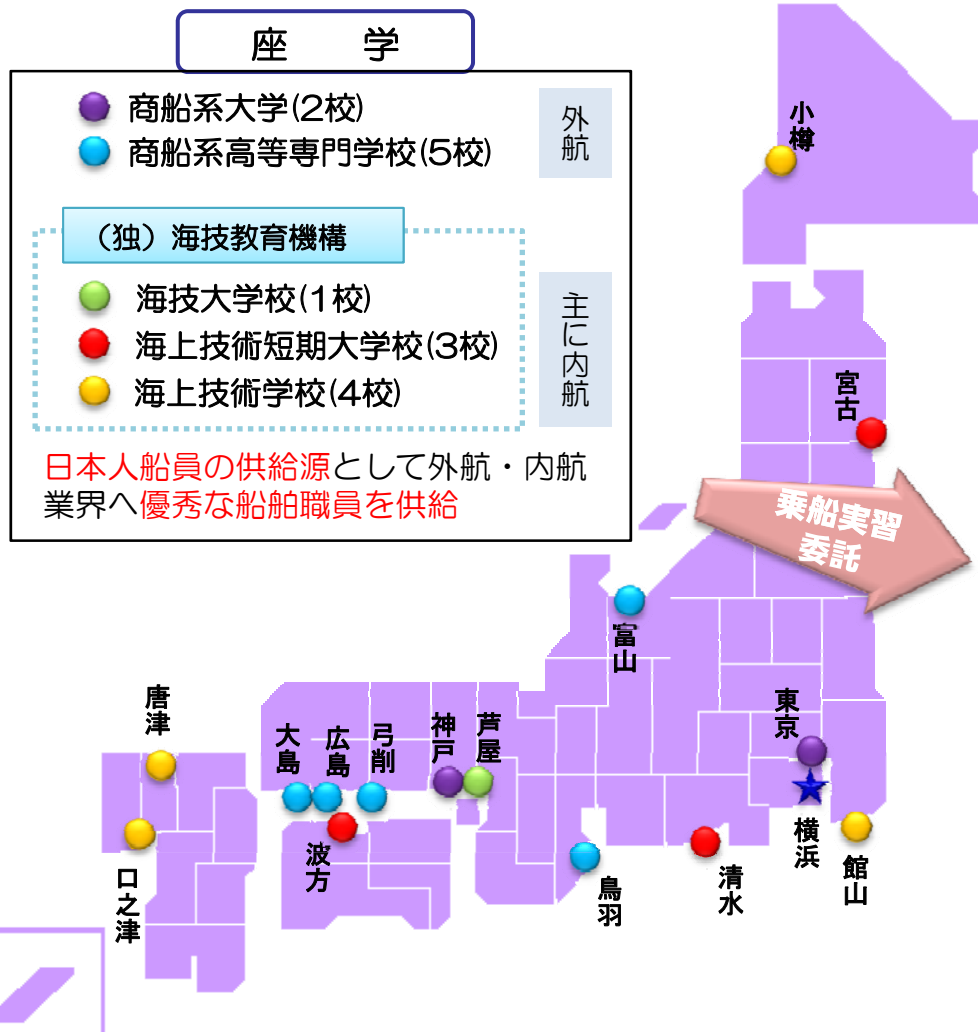 座　学
商船系大学(2校)
商船系高等専門学校(5校)
外航
（独）海技教育機構
海技大学校(1校)
海上技術短期大学校(3校)
海上技術学校(4校)
主に内航
日本人船員の供給源として外航・内航
業界へ優秀な船舶職員を供給
小樽
宮古
乗船実習
委託
富山
東京
横浜
館山
清水
鳥羽
芦屋
神戸
弓削
広島
大島
波方
唐津
口之津